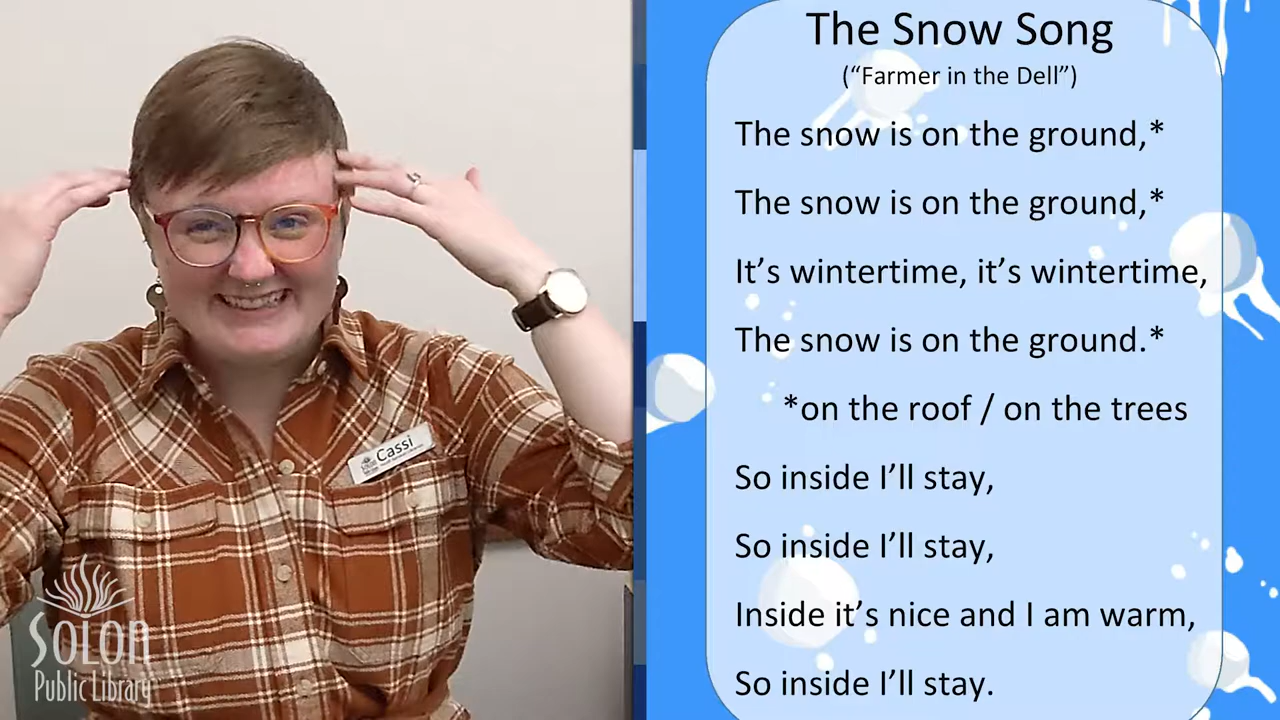 The Snow Song
(“Farmer in the Dell”)
The snow is on the ground,*
The snow is on the ground,*
It’s wintertime, it’s wintertime,
The snow is on the ground.*
*on the roof / on the trees
So inside I’ll stay,
So inside I’ll stay,
Inside it’s nice and I am warm,
So inside I’ll stay.
Cassi
SOLON
Public Library